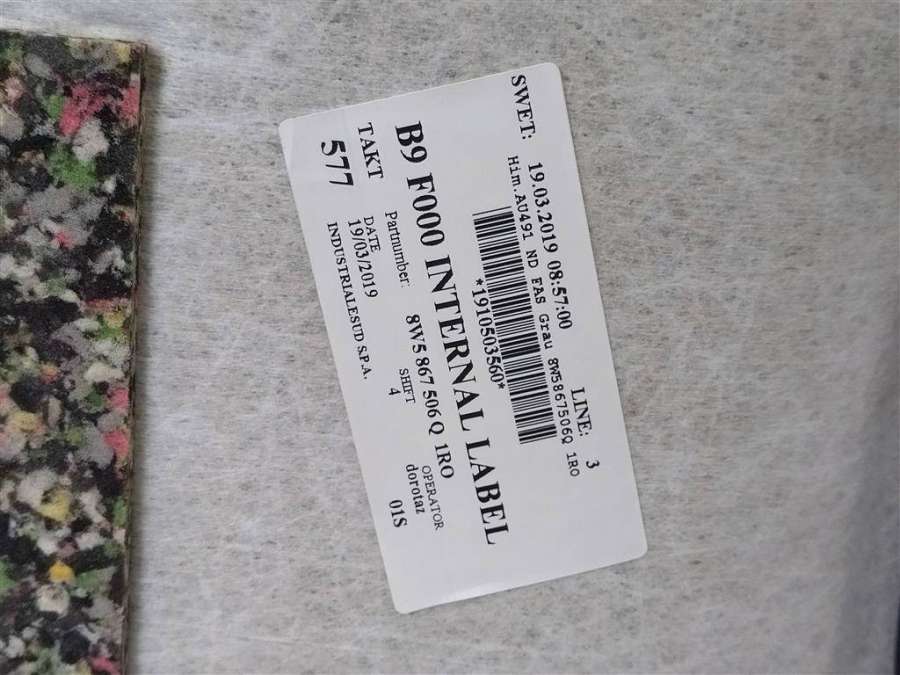 SWET: 19.03.2019 08:57:00 LINE: 3
Him.AU491 ND FAS Grau 8W5867506Q 1RO
*1910503560*
B9 F000 INTERNAL LABEL
Partnumber: 8W5 867 506 Q 1RO 01S
TAKT DATE SHIFT OPERATOR
577 19/03/2019 4 dorotaz
INDUSTRIALESUD S.P.A.